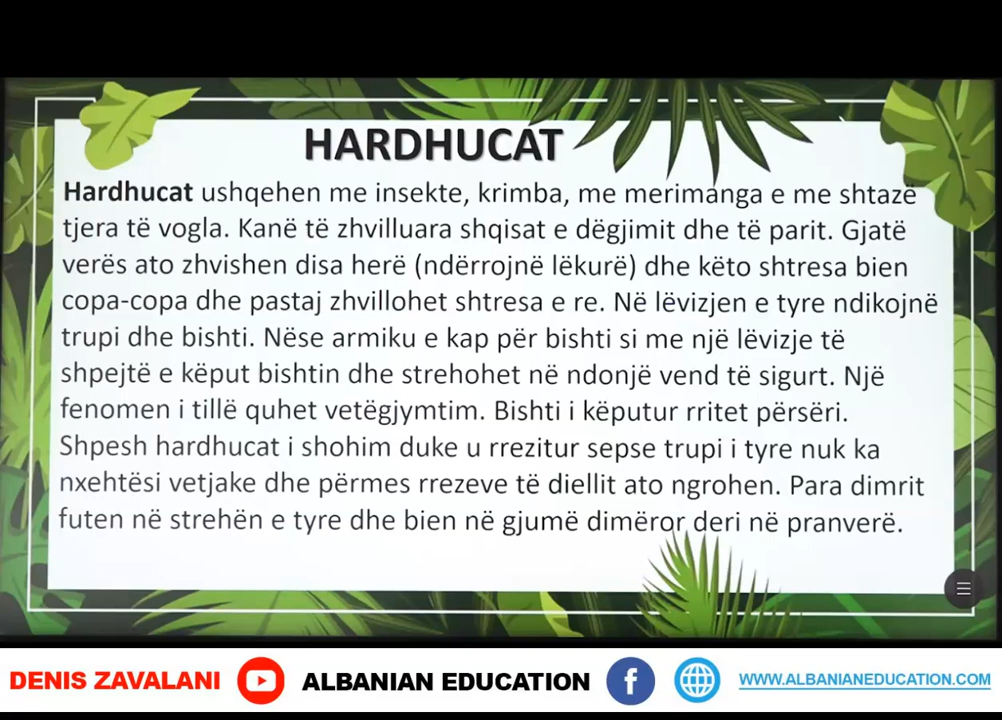 HARDHUCAT
Hardhucat ushqehen me insekte, krimba, me merimanga e me shtazë
tjera të vogla. Kanë të zhvilluara shqisat e dëgjimit dhe të parit. Gjatë
verës ato zhvishen disa herë (ndërrojnë lëkurë) dhe këto shtresa bien
copa-copa dhe pastaj zhvillohet shtresa e re. Në lëvizjen e tyre ndikojnë
trupi dhe bishti. Nëse armiku e kap për bishti si me një lëvizje të
shpejtë e këput bishtin dhe strehohet në ndonjë vend të sigurt. Një
fenomen i tillë quhet vetëgjymtim. Bishti i këputur rritet përsëri.
Shpesh hardhucat i shohim duke u rrezitur sepse trupi i tyre nuk ka
nxehtësi vetjake dhe përmes rrezeve të diellit ato ngrohen. Para dimrit
futen në strehën e tyre dhe bien në gjumë dimëror deri në pranverë.
DENIS ZAVALANI ALBANIAN EDUCATION WWW.ALBANIANEDUCATION.COM